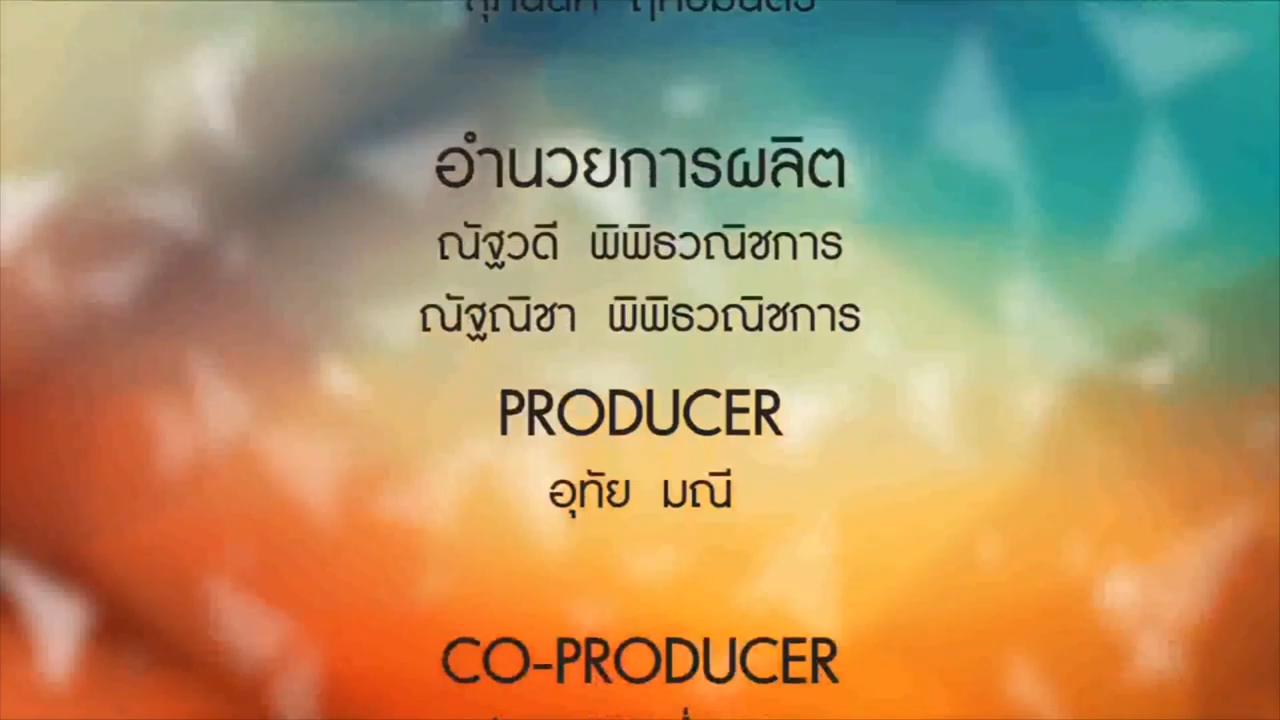 อำนวยการผลิต
ณัฐวดี พิพิธวณิชการ
ณัฐณิชา พิพิธวณิชการ
PRODUCER
อุทัย มณี
CO-PRODUCER